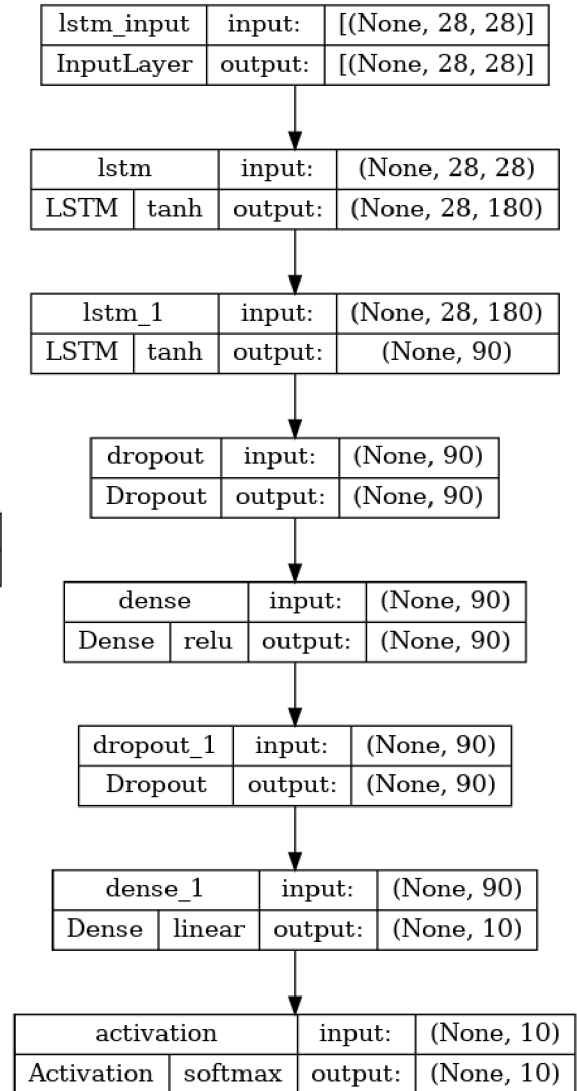 lstm_input input: [(None, 28, 28)]
InputLayer output: [(None, 28, 28)]
lstm input: (None, 28, 28)
LSTM tanh output: (None, 28, 180)
lstm_1 input: (None, 28, 180)
LSTM tanh output: (None, 90)
dropout input: (None, 90)
Dropout output: (None, 90)
dense input: (None, 90)
Dense relu output: (None, 90)
dropout_1 input: (None, 90)
Dropout output: (None, 90)
dense_1 input: (None, 90)
Dense linear output: (None, 10)
activation input: (None, 10)
Activation softmax output: (None, 10)